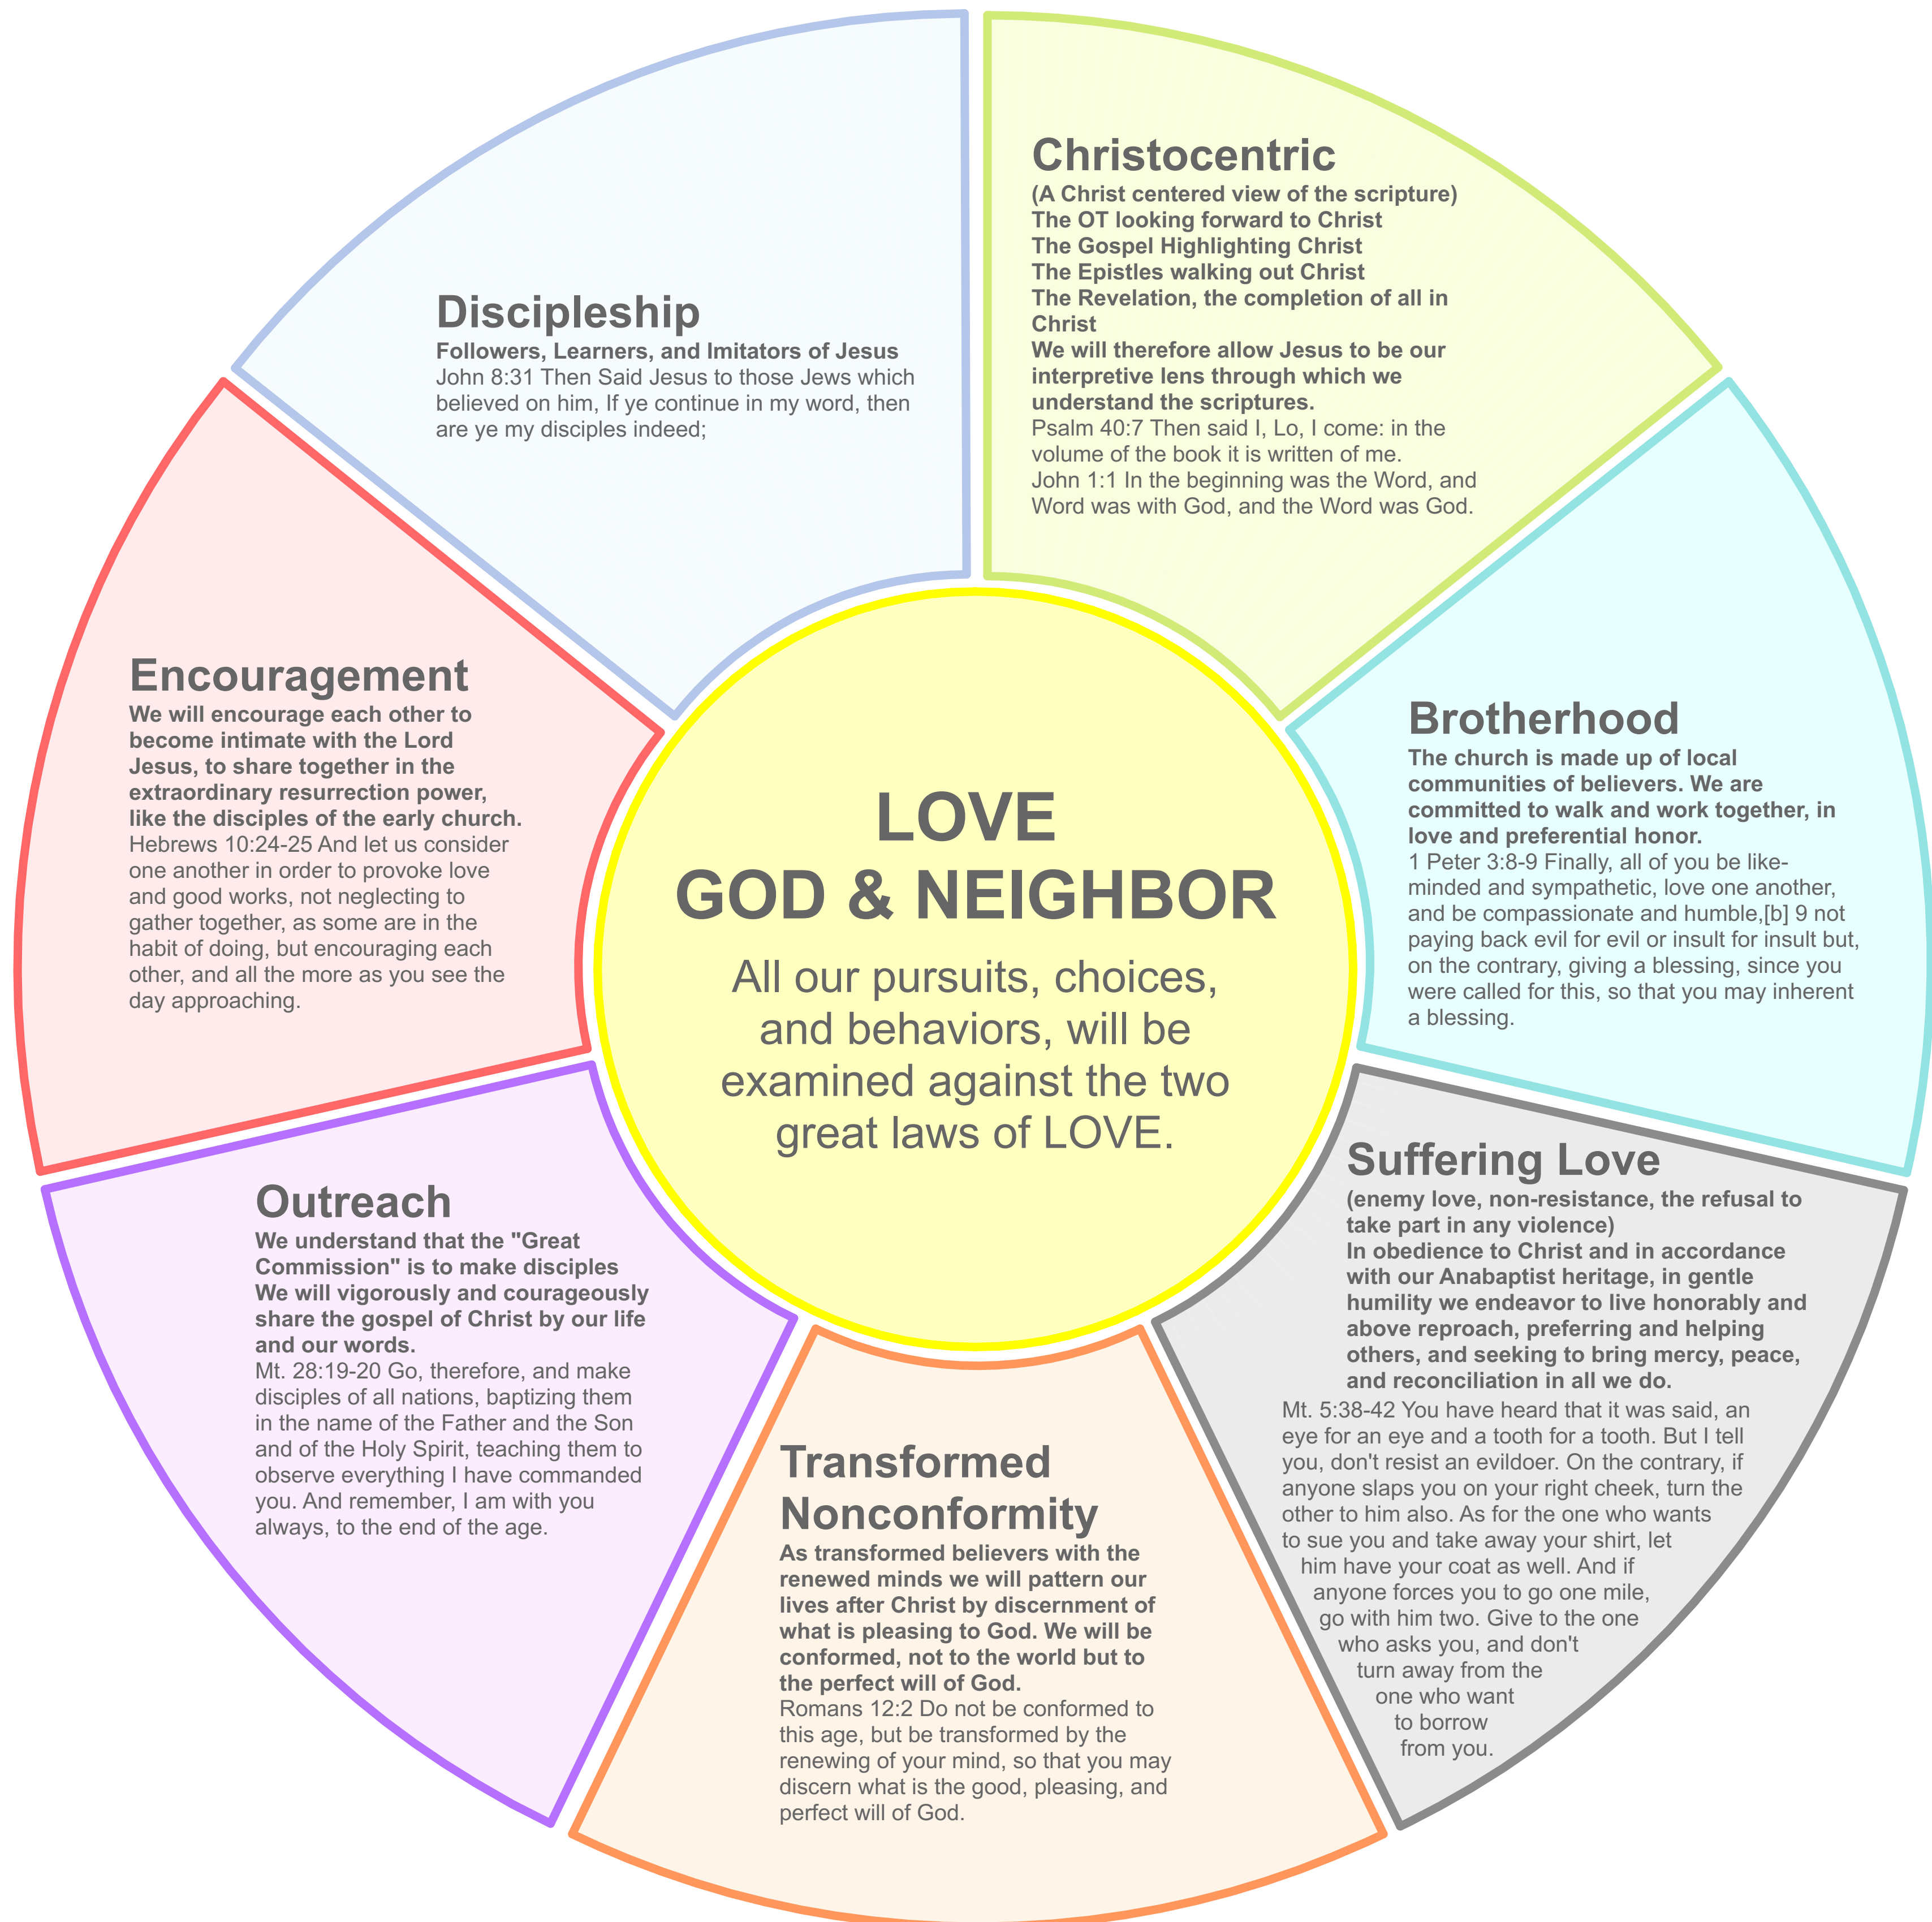 Christocentric
(A Christ centered view of the scripture)
The OT looking forward to Christ
The Gospel Highlighting Christ
The Epistles walking out Christ
The Revelation, the completion of all in
Christ
We will therefore allow Jesus to be our
interpretive lens through which we
understand the scriptures.
Psalm 40:7 Then said I, Lo, I come: in the
volume of the book it is written of me.
John 1:1 In the beginning was the Word, and
Word was with God, and the Word was God.
Discipleship
Followers, Learners, and Imitators of Jesus
John 8:31 Then Said Jesus to those Jews which
believed on him, If ye continue in my word, then
are ye my disciples indeed;
Encouragement
We will encourage each other to
become intimate with the Lord
Jesus, to share together in the
extraordinary resurrection power,
like the disciples of the early church.
Hebrews 10:24-25 And let us consider
one another in order to provoke love
and good works, not neglecting to
gather together, as some are in the
habit of doing, but encouraging each
other, and all the more as you see the
day approaching.
LOVE
GOD & NEIGHBOR
All our pursuits, choices,
and behaviors, will be
examined against the two
great laws of LOVE.
Brotherhood
The church is made up of local
communities of believers. We are
committed to walk and work together, in
love and preferential honor.
1 Peter 3:8-9 Finally, all of you be like-
minded and sympathetic, love one another,
and be compassionate and humble,[b] 9 not
paying back evil for evil or insult for insult but,
on the contrary, giving a blessing, since you
were called for this, so that you may inherent
a blessing.
Suffering Love
(enemy love, non-resistance, the refusal to
take part in any violence)
In obedience to Christ and in accordance
with our Anabaptist heritage, in gentle
humility we endeavor to live honorably and
above reproach, preferring and helping
others, and seeking to bring mercy, peace,
and reconciliation in all we do.
Mt. 5:38-42 You have heard that it was said, an
eye for an eye and a tooth for a tooth. But I tell
you, don't resist an evildoer. On the contrary, if
anyone slaps you on your right cheek, turn the
other to him also. As for the one who wants
to sue you and take away your shirt, let
him have your coat as well. And if
anyone forces you to go one mile,
go with him two. Give to the one
who asks you, and don't
turn away from the
one who want
to borrow
from you.
Outreach
We understand that the "Great
Commission" is to make disciples
We will vigorously and courageously
share the gospel of Christ by our life
and our words.
Mt. 28:19-20 Go, therefore, and make
disciples of all nations, baptizing them
in the name of the Father and the Son
and of the Holy Spirit, teaching them to
observe everything I have commanded
you. And remember, I am with you
always, to the end of the age.
Transformed
Nonconformity
As transformed believers with the
renewed minds we will pattern our
lives after Christ by discernment of
what is pleasing to God. We will be
conformed, not to the world but to
the perfect will of God.
Romans 12:2 Do not be conformed to
this age, but be transformed by the
renewing of your mind, so that you may
discern what is the good, pleasing, and
perfect will of God.